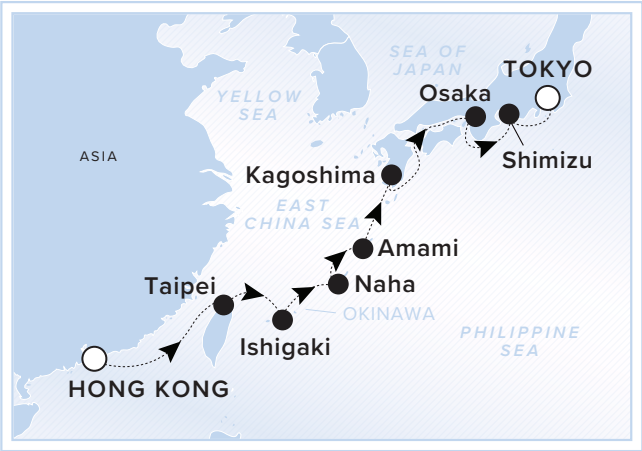 SEA OF
JAPAN
TOKYO
Osaka
YELLOW
SEA
ASIA
Shimizu
Kagoshima
EAST
CHINA SEA
Amami
Taipei
Naha
OKINAWA
Ishigaki
PHILIPPINE
SEA
HONG KONG